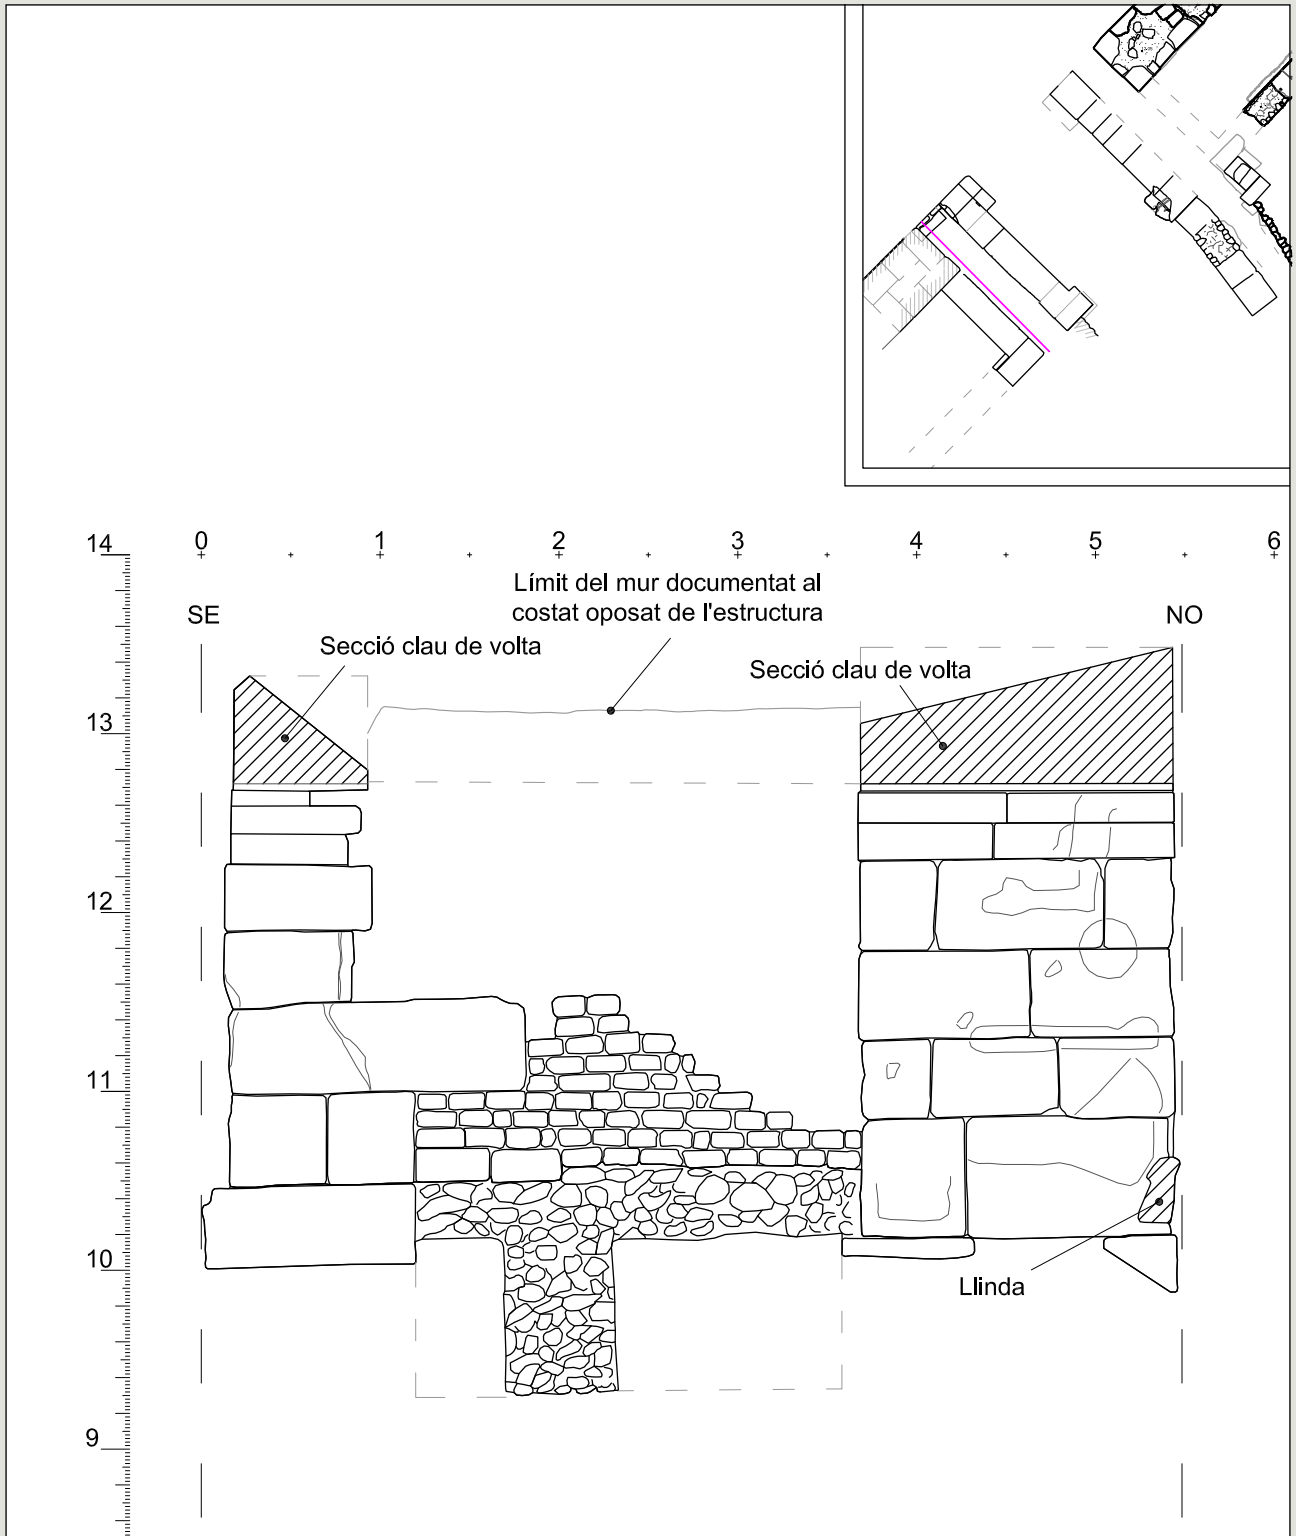 14
0
1
2
3
4
5
6
Límit del mur documentat al
costat oposat de l'estructura
SE
NO
Secció clau de volta
Secció clau de volta
13
12
11
10
Llinda
9